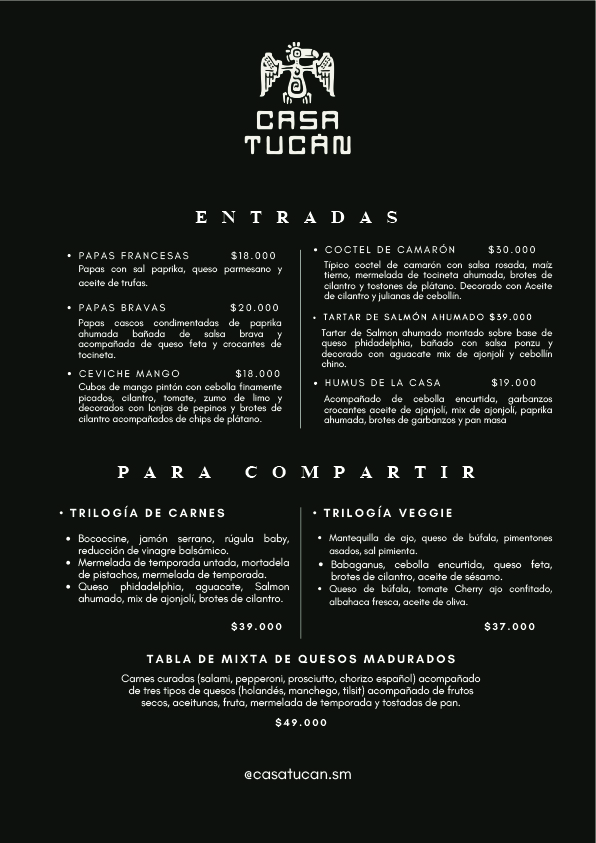 CASA
TUCÁN
ENTRADAS
• PAPAS FRANCESAS $18.000
Papas con sal paprika, queso parmesano y
aceite de trufas.
• PAPAS BRAVAS $20.000
Papas cascos condimentadas de paprika
ahumada bañada de salsa brava y
acompañada de queso feta y crocantes de
tocineta.
• CEVICHE MANGO $18.000
Cubos de mango pintón con cebolla finamente
picados, cilantro, tomate, zumo de limo y
decorados con lonjas de pepinos y brotes de
cilantro acompañados de chips de plátano.
• COCTEL DE CAMARÓN $30.000
Típico coctel de camarón con salsa rosada, maíz
tierno, mermelada de tocineta ahumada, brotes de
cilantro y tostones de plátano. Decorado con Aceite
de cilantro y julianas de cebollín.
• TARTAR DE SALMÓN AHUMADO $39.000
Tartar de Salmon ahumado montado sobre base de
queso phidadelphia, bañado con salsa ponzu y
decorado con aguacate mix de ajonjolí y cebollín
chino.
• HUMUS DE LA CASA $19.000
Acompañado de cebolla encurtida, garbanzos
crocantes aceite de ajonjolí, mix de ajonjolí, paprika
ahumada, brotes de garbanzos y pan masa
PARA COMPARTIR
• TRILOGÍA DE CARNES
• Bococcine, jamón serrano, rúgula baby,
reducción de vinagre balsámico.
• Mermelada de temporada untada, mortadela
de pistachos, mermelada de temporada.
• Queso phidadelphia, aguacate, Salmon
ahumado, mix de ajonjolí, brotes de cilantro.
$39.000
• TRILOGÍA VEGGIE
• Mantequilla de ajo, queso de búfala, pimentones
asados, sal pimienta.
• Babaganus, cebolla encurtida, queso feta,
brotes de cilantro, aceite de sésamo.
• Queso de búfala, tomate Cherry ajo confitado,
albahaca fresca, aceite de oliva.
$37.000
TABLA DE MIXTA DE QUESOS MADURADOS
Carnes curadas (salami, pepperoni, prosciutto, chorizo español) acompañado
de tres tipos de quesos (holandés, manchego, tilsit) acompañado de frutos
secos, aceitunas, fruta, mermelada de temporada y tostadas de pan.
$49.000
@casatucan.sm